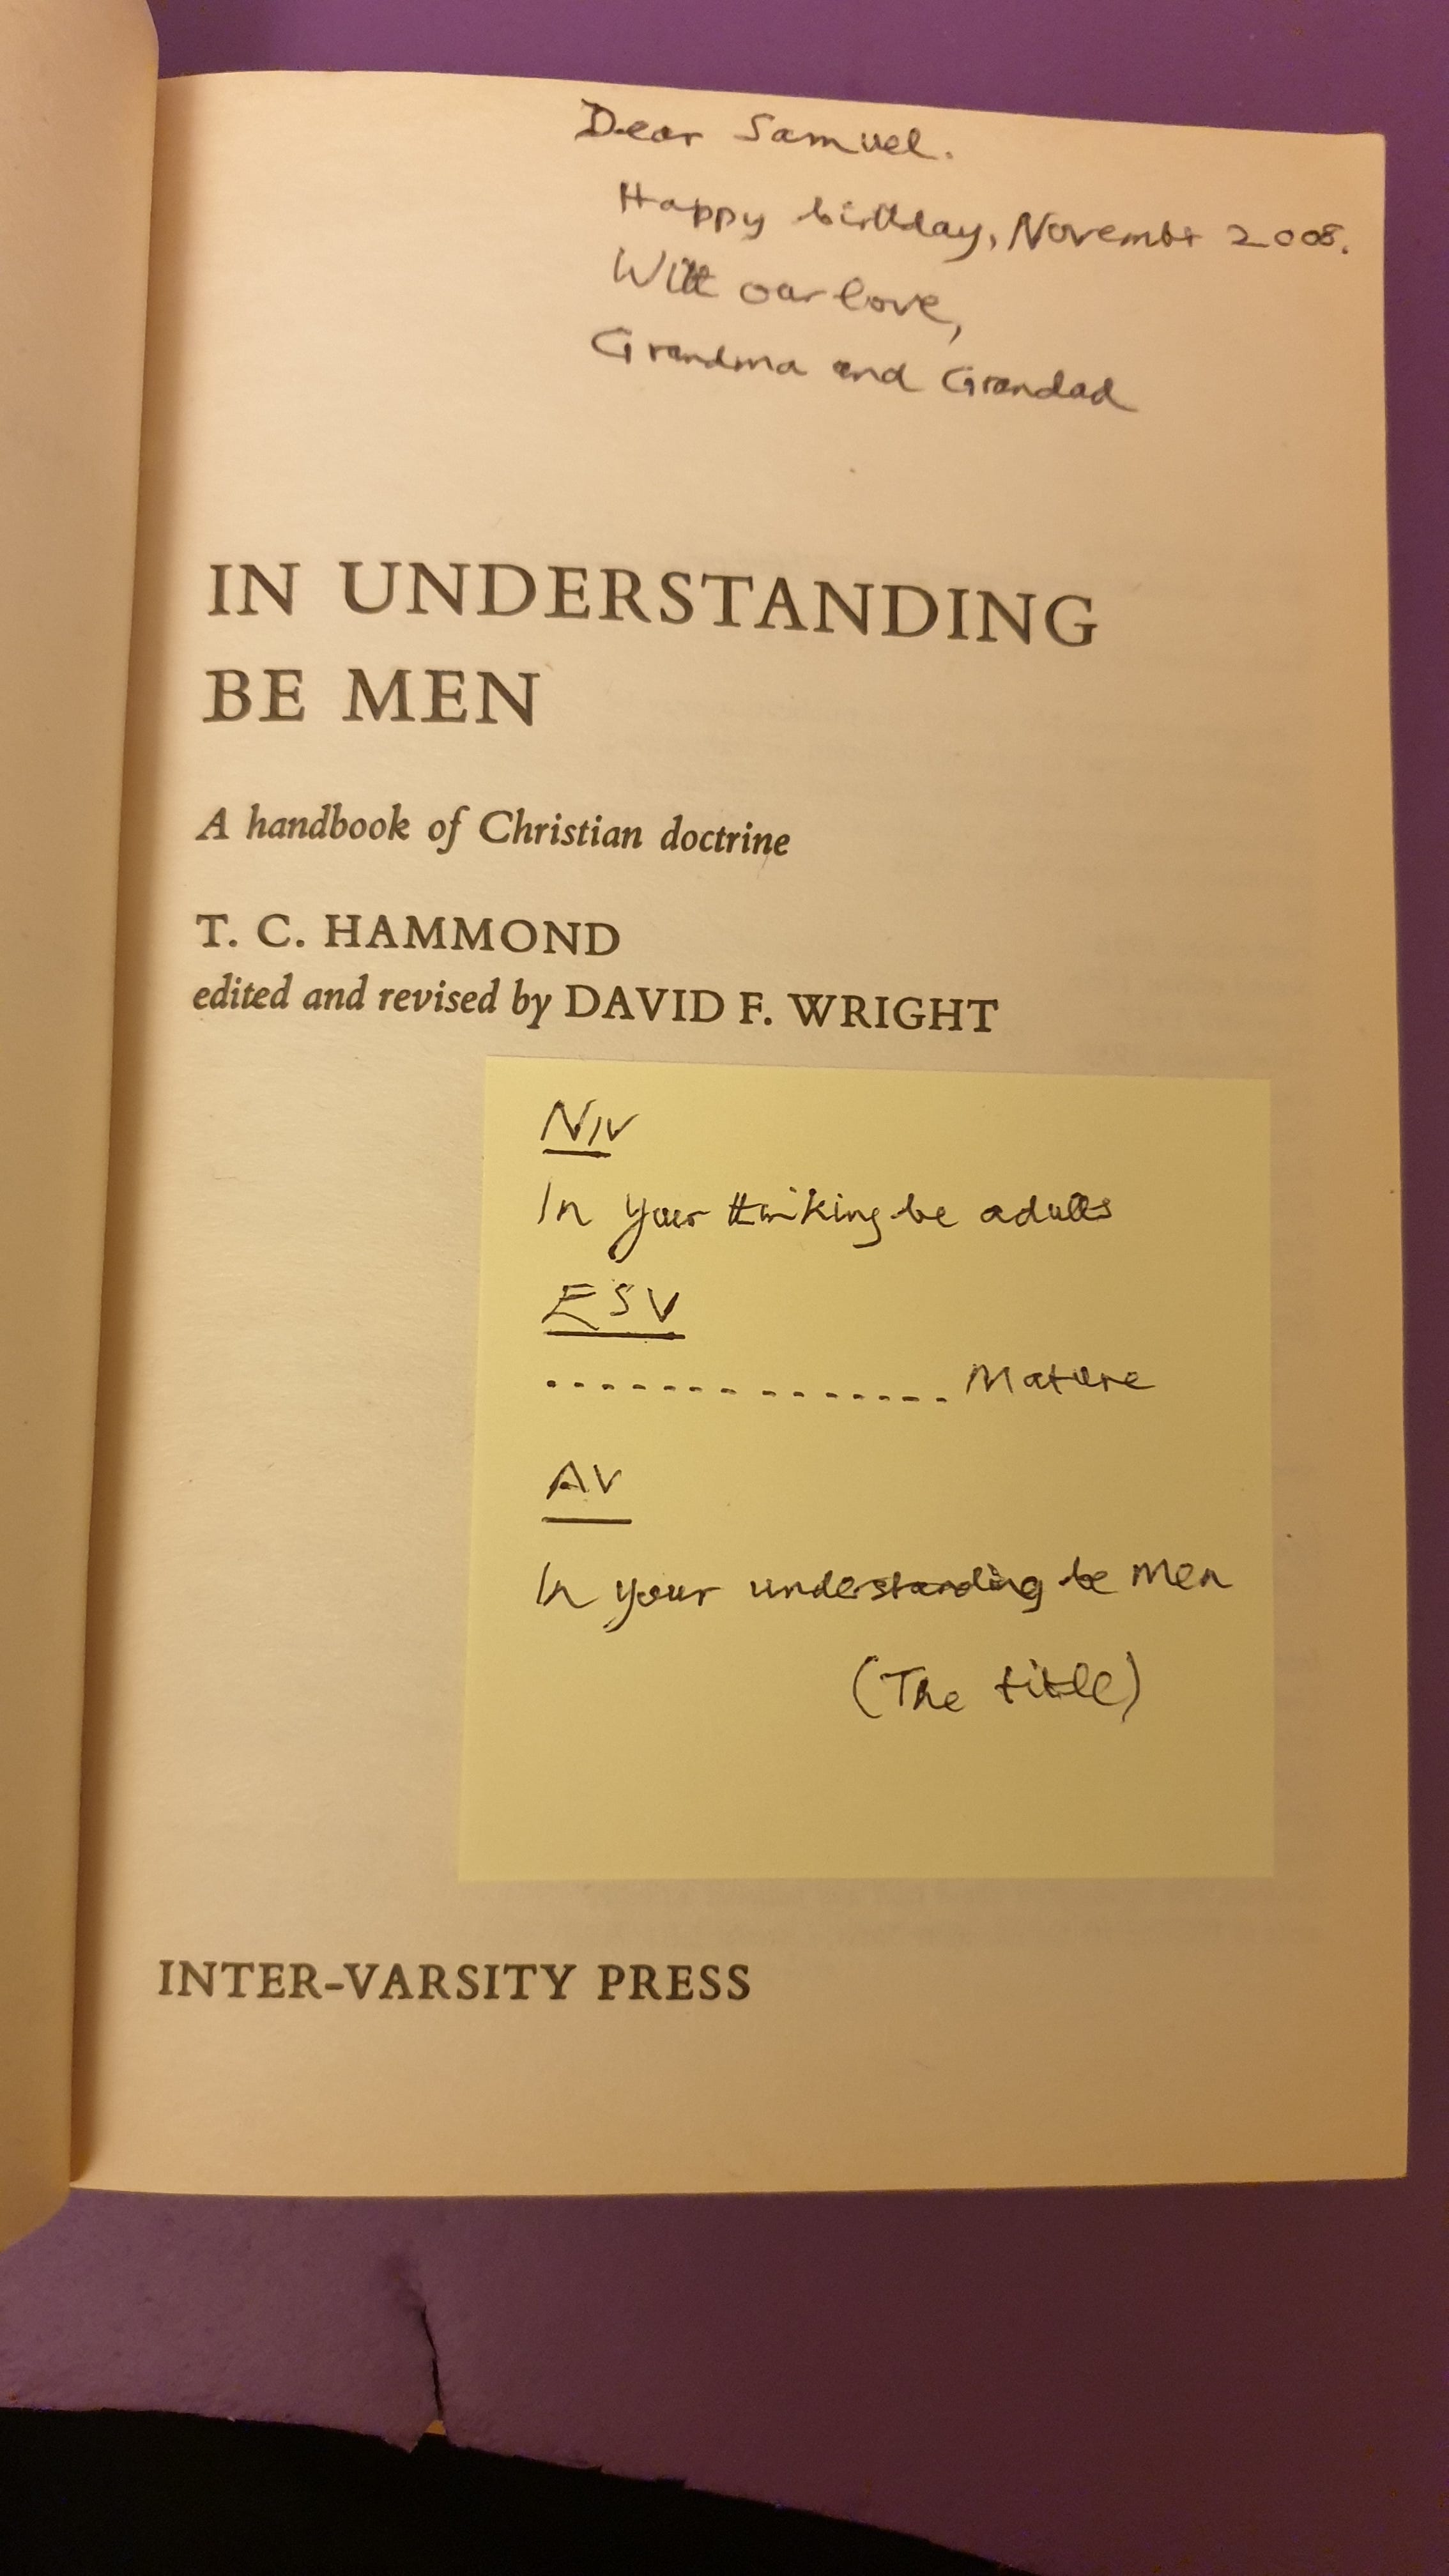 Dear Samuel.
Happy birthday, November 2008.
With our love,
Grandma and Grandad
IN UNDERSTANDING
BE MEN
A handbook of Christian doctrine
T. C. HAMMOND
edited and revised by DAVID F. WRIGHT
NIV
In your thinking be adults
ESV
............... Mature
AV
In your understanding be men
(The title)
INTER-VARSITY PRESS